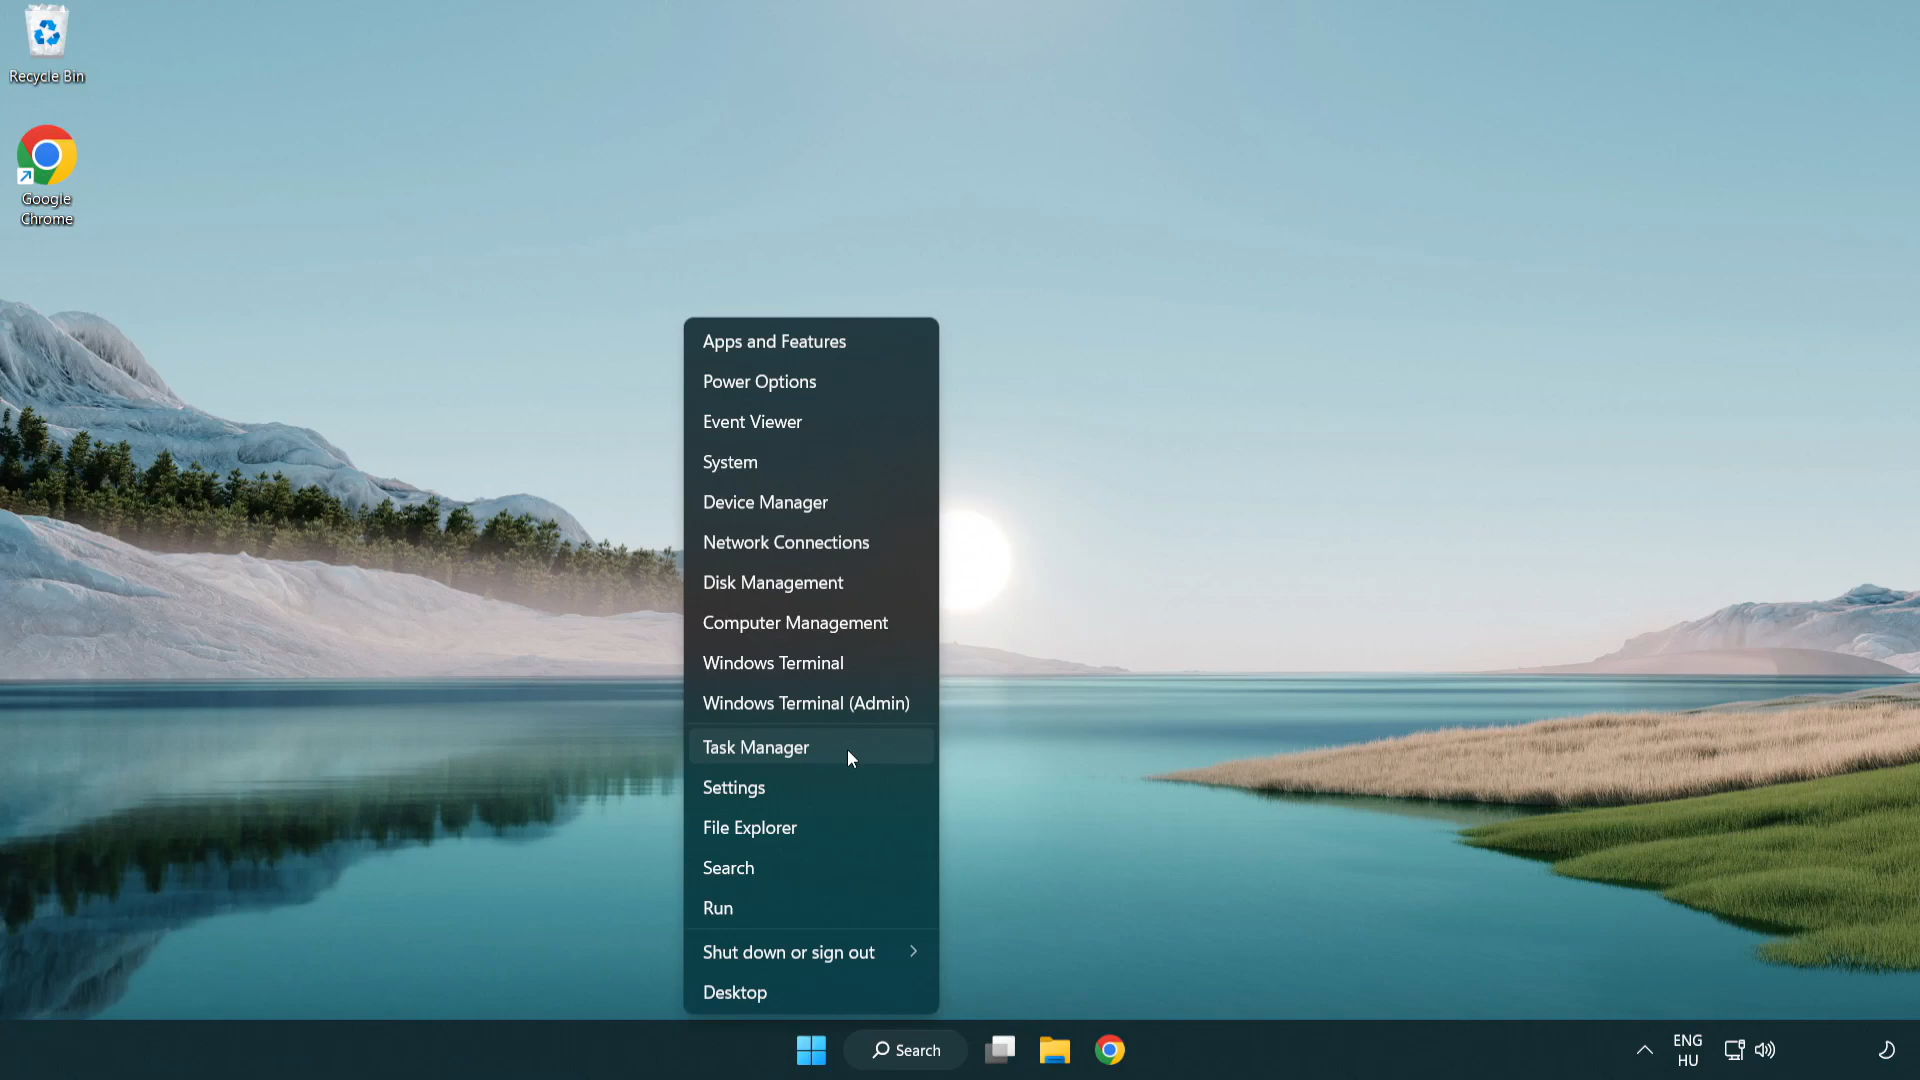 Recycle Bin
Google
Chrome
Apps and Features
Power Options
Event Viewer
System
Device Manager
Network Connections
Disk Management
Computer Management
Windows Terminal
Windows Terminal (Admin)
Task Manager
Settings
File Explorer
Search
Run
Shut down or sign out
Desktop
Search
ENG
HU